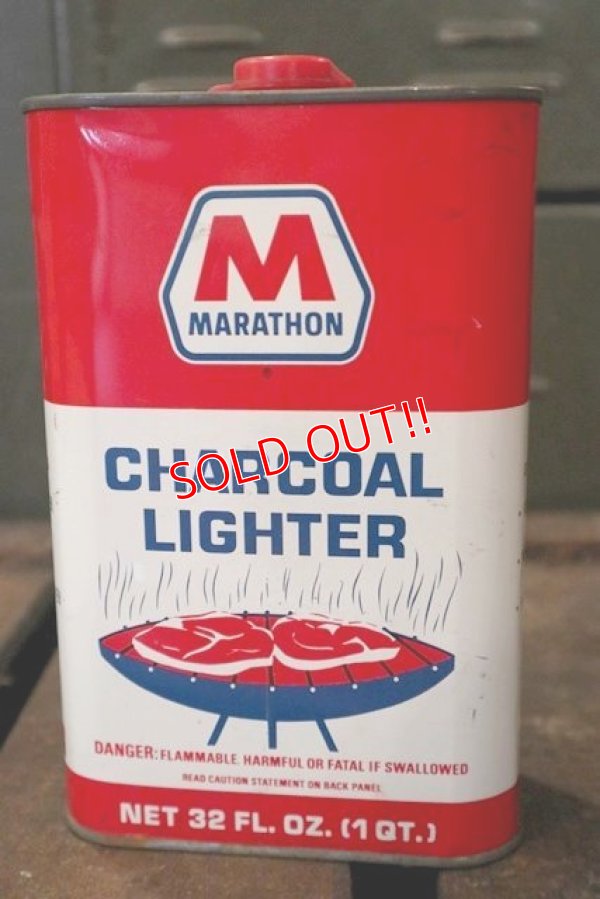 M
MARATHON
SOLD OUT!!
CHARCOAL
LIGHTER
DANGER: FLAMMABLE. HARMFUL OR FATAL IF SWALLOWED
READ CAUTION STATEMENT ON BACK PANEL
NET 32 FL. OZ. (1 QT.)